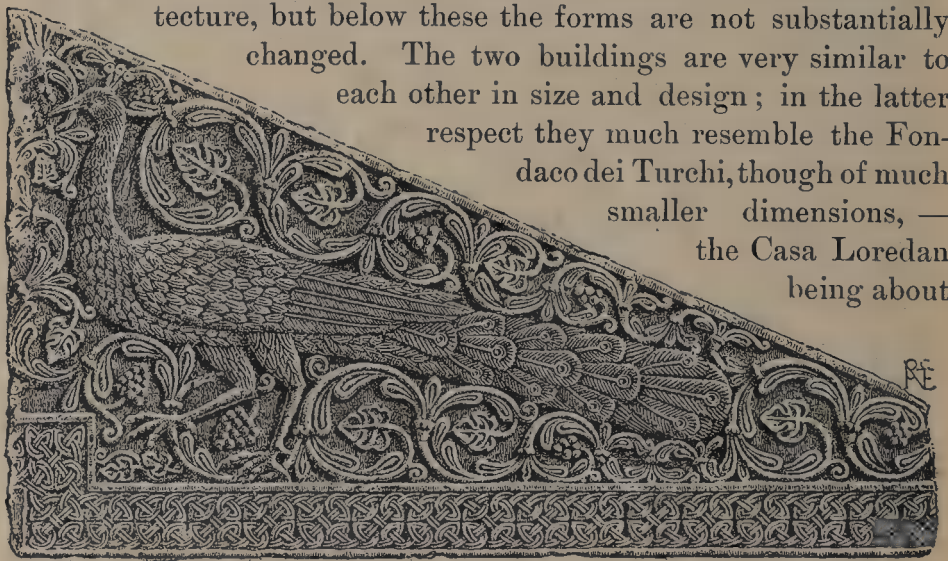 tecture, but below these the forms are not substantially
changed. The two buildings are very similar to
each other in size and design; in the latter
respect they much resemble the Fon-
daco dei Turchi, though of much
smaller dimensions, —
the Casa Loredan
being about